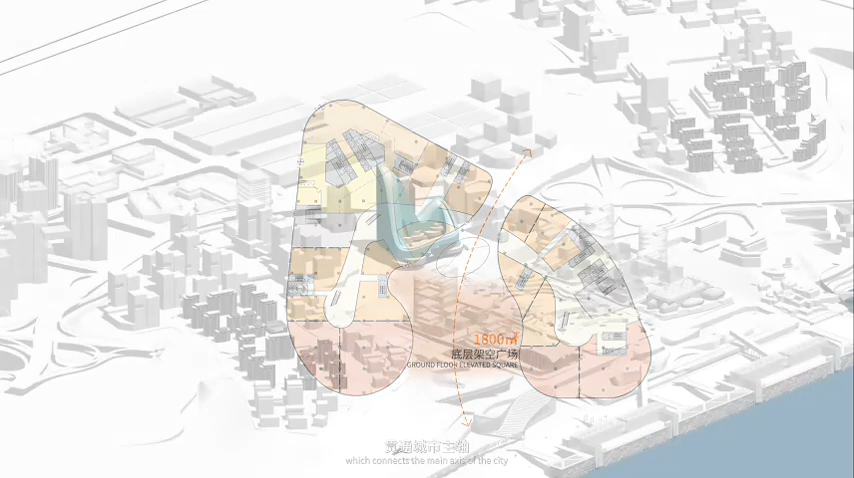 1800㎡
底层架空广场
GROUND FLOOR ELEVATED SQUARE
贯通城市主轴
which connects the main axis of the city